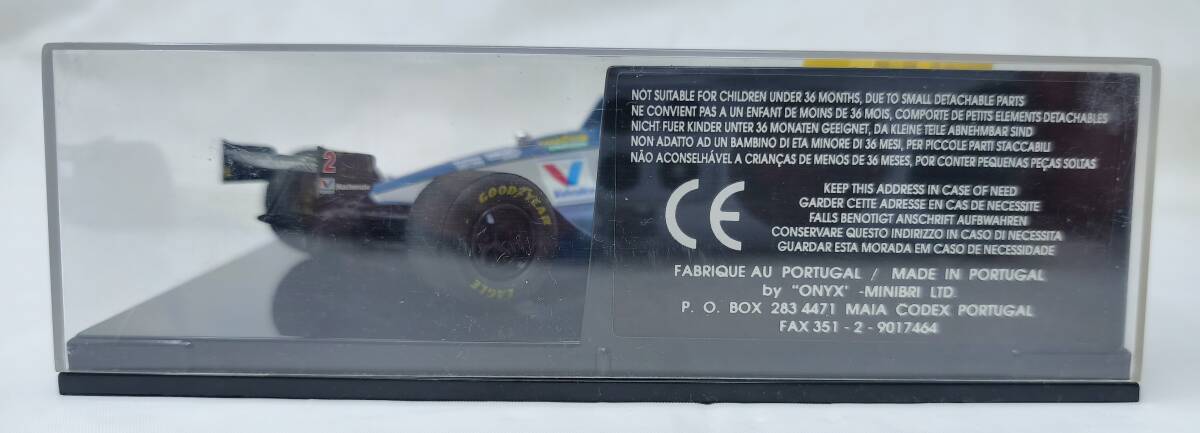 2
Valvoline
GOODYEAR
EAGLE
NOT SUITABLE FOR CHILDREN UNDER 36 MONTHS, DUE TO SMALL DETACHABLE PARTS
NE CONVIENT PAS A UN ENFANT DE MOINS DE 36 MOIS, COMPORTE DE PETITS ELEMENTS DETACHABLES
NICHT FUER KINDER UNTER 36 MONATEN GEEIGNET, DA KLEINE TEILE ABNEHMBAR SIND
NON ADATTO AD UN BAMBINO DI ETA MINORE DI 36 MESI, PER PICCOLE PARTI STACCABILI
NÃO ACONSELHÁVEL A CRIANÇAS DE MENOS DE 36 MESES, POR CONTER PEQUENAS PEÇAS SOLTAS
CE
KEEP THIS ADDRESS IN CASE OF NEED
GARDER CETTE ADRESSE EN CAS DE NECESSITE
FALLS BENOTIGT ANSCHRIFT AUFBWAHREN
CONSERVARE QUESTO INDIRIZZO IN CASO DI NECESSITA
GUARDAR ESTA MORADA EM CASO DE NECESSIDADE
FABRIQUE AU PORTUGAL / MADE IN PORTUGAL
by "ONYX' -MINIBRI LTD.
P. O. BOX 283 4471 MAIA CODEX PORTUGAL
FAX 351 - 2 - 9017464